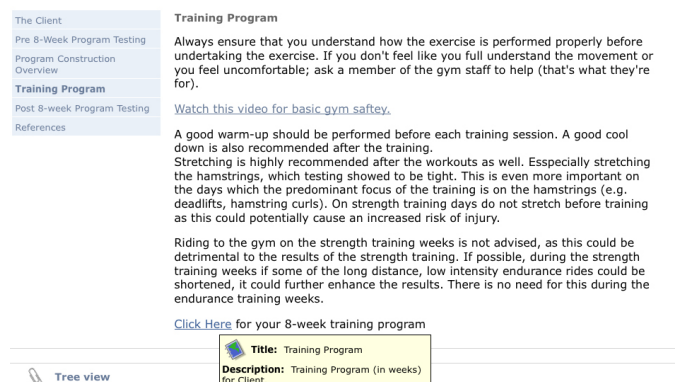 The Client
Pre 8-Week Program Testing
Program Construction
Overview
Training Program
Post 8-week Program Testing
References
Training Program
Always ensure that you understand how the exercise is performed properly before
undertaking the exercise. If you don't feel like you full understand the movement or
you feel uncomfortable; ask a member of the gym staff to help (that's what they're
for).
Watch this video for basic gym saftey.
A good warm-up should be performed before each training session. A good cool
down is also recommended after the training.
Stretching is highly recommended after the workouts as well. Esspecially stretching
the hamstrings, which testing showed to be tight. This is even more important on
the days which the predominant focus of the training is on the hamstrings (e.g.
deadlifts, hamstring curls). On strength training days do not stretch before training
as this could potentially cause an increased risk of injury.
Riding to the gym on the strength training weeks is not advised, as this could be
detrimental to the results of the strength training. If possible, during the strength
training weeks if some of the long distance, low intensity endurance rides could be
shortened, it could further enhance the results. There is no need for this during the
endurance training weeks.
Click Here for your 8-week training program
Title: Training Program
Description: Training Program (in weeks)
for Client
Tree view